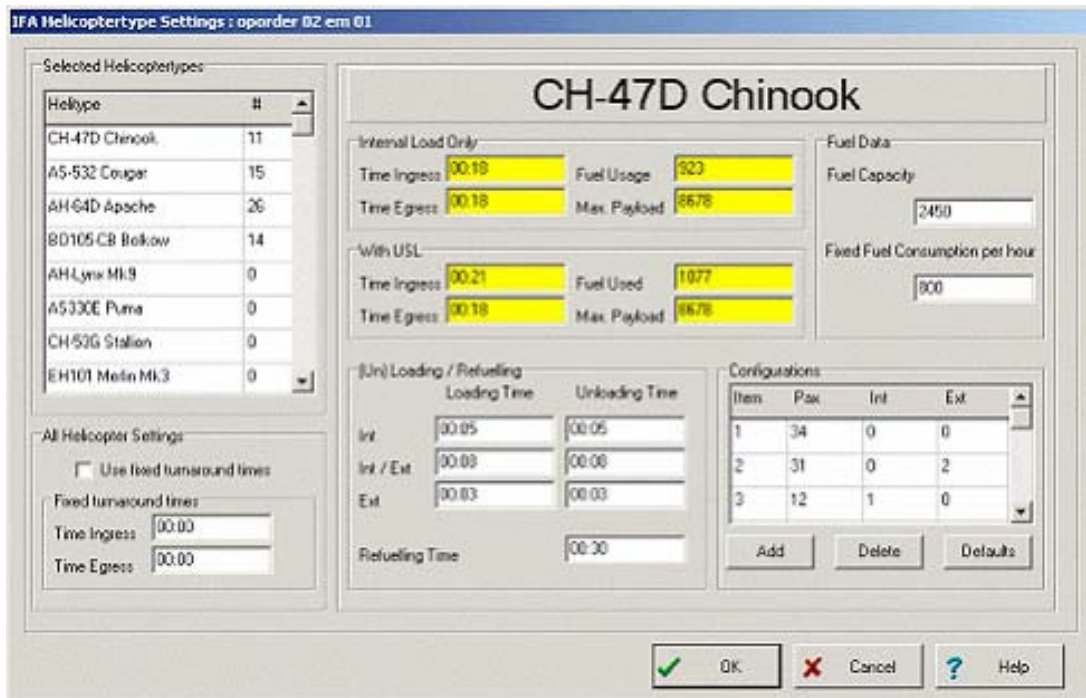 IFA Helicoptertype Settings : oporder 02 em 01
Selected Helicoptertypes
Helitype #
CH-47D Chinook 11
AS-532 Cougar 15
AH-64D Apache 26
BO105-CB Bolkow 14
AH-Lynx Mk9 0
AS330E Puma 0
CH-53G Stallion 0
EH101 Merlin Mk3 0
All Helicopter Settings
Use fixed turnaround times
Fixed turnaround times
Time Ingress 00:00
Time Egress 00:00
CH-47D Chinook
Internal Load Only
Time Ingress 00:18 Fuel Usage 923
Time Egress 00:18 Max. Payload 8678
With USL
Time Ingress 00:21 Fuel Used 1077
Time Egress 00:18 Max. Payload 8678
Fuel Data
Fuel Capacity
2450
Fixed Fuel Consumption per hour
800
(Un) Loading / Refuelling
Loading Time Unloading Time
Int 00:05 00:05
Int / Ext 00:08 00:08
Ext 00:03 00:03
Refuelling Time 00:30
Configurations
Item Pax Int Ext
1 34 0 0
2 31 0 2
3 12 1 0
Add Delete Defaults
OK Cancel Help